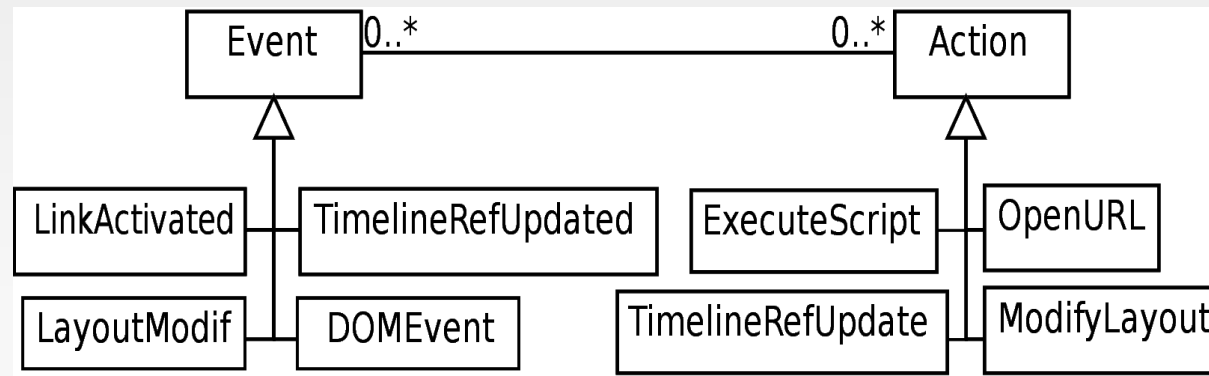 Event
0..*
0..*
Action
LinkActivated
TimelineRefUpdated
ExecuteScript
OpenURL
LayoutModif
DOMEvent
TimelineRefUpdate
ModifyLayout